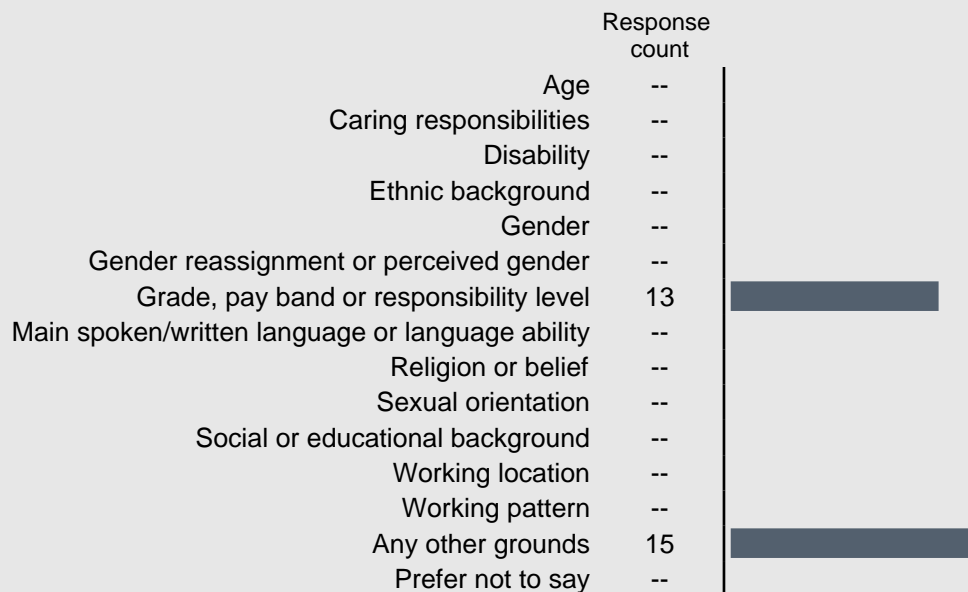 Response
count
Age --
Caring responsibilities --
Disability --
Ethnic background --
Gender --
Gender reassignment or perceived gender --
Grade, pay band or responsibility level 13
Main spoken/written language or language ability --
Religion or belief --
Sexual orientation --
Social or educational background --
Working location --
Working pattern --
Any other grounds 15
Prefer not to say --